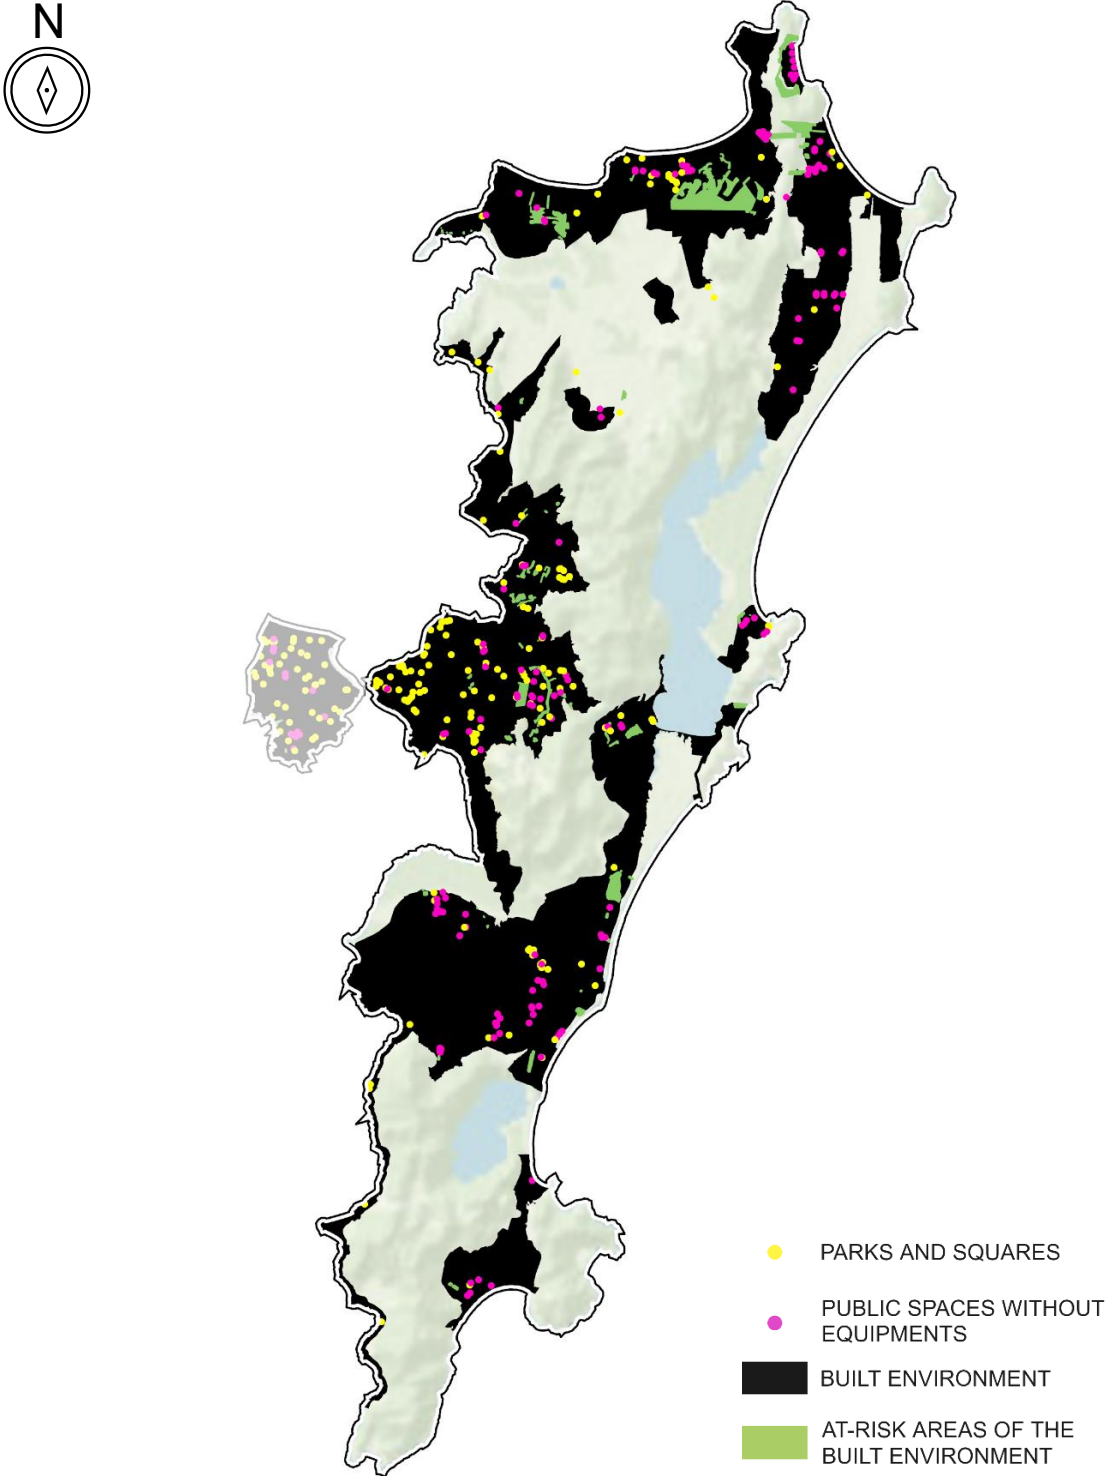 N
PARKS AND SQUARES
PUBLIC SPACES WITHOUT
EQUIPMENTS
BUILT ENVIRONMENT
AT-RISK AREAS OF THE
BUILT ENVIRONMENT